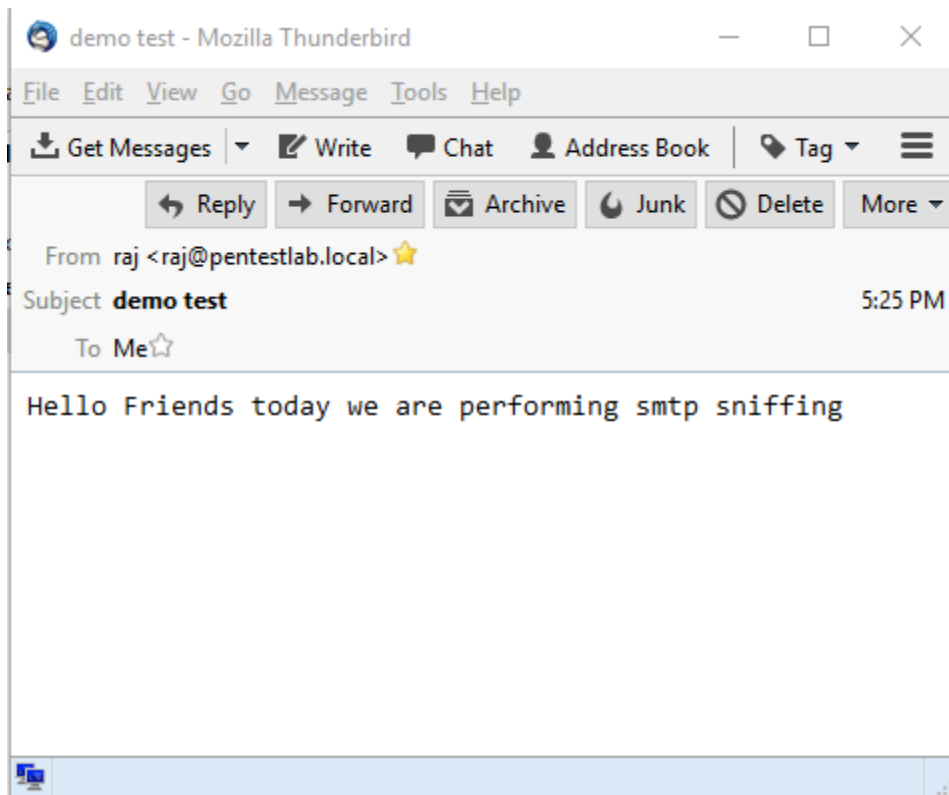 demo test - Mozilla Thunderbird
File Edit View Go Message Tools Help
Get Messages Write Chat Address Book Tag
Reply Forward Archive Junk Delete More
From raj <raj@pentestlab.local>
Subject demo test 5:25 PM
To Me
Hello Friends today we are performing smtp sniffing